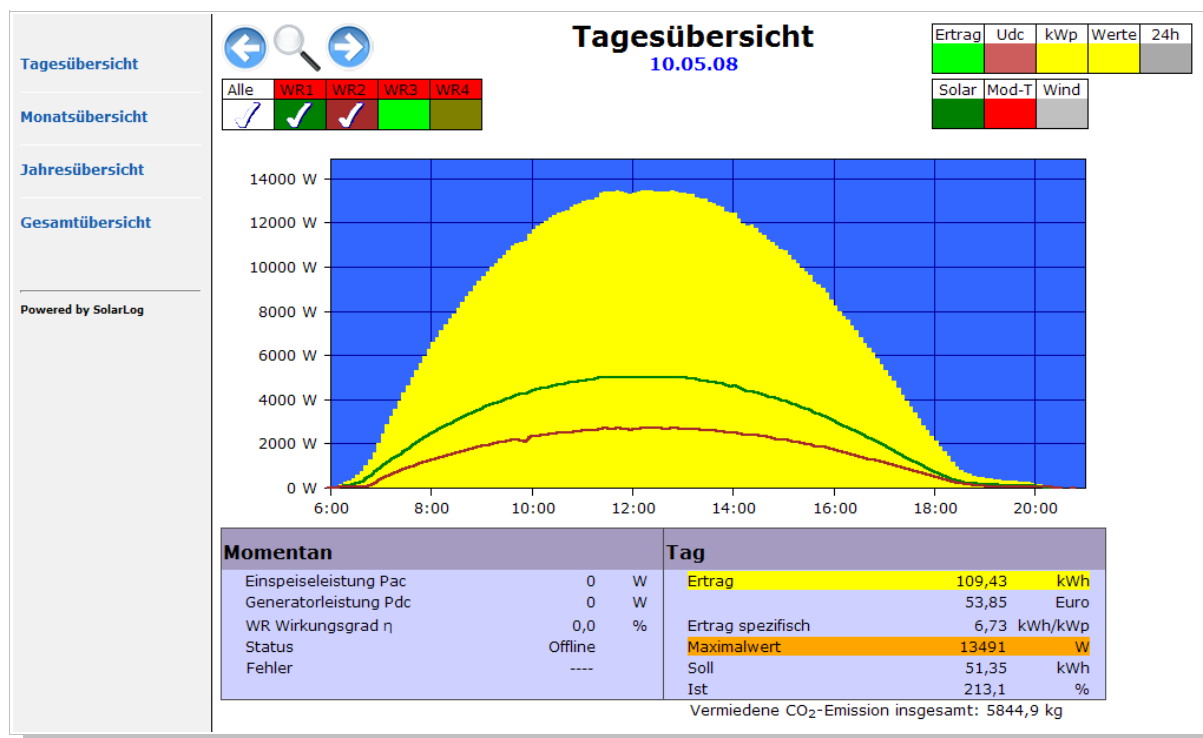 Tagesübersicht
Monatsübersicht
Jahresübersicht
Gesamtübersicht
Powered by SolarLog
Tagesübersicht
10.05.08
Alle WR1 WR2 WR3 WR4
Ertrag Udc kWp Werte 24h
Solar Mod-T Wind
14000 W
12000 W
10000 W
8000 W
6000 W
4000 W
2000 W
0 W
6:00 8:00 10:00 12:00 14:00 16:00 18:00 20:00
Momentan
Einspeiseleistung Pac 0 W
Generatorleistung Pdc 0 W
WR Wirkungsgrad η 0,0 %
Status Offline
Fehler ----
Tag
Ertrag 109,43 kWh
53,85 Euro
Ertrag spezifisch 6,73 kWh/kWp
Maximalwert 13491 W
Soll 51,35 kWh
Ist 213,1 %
Vermiedene CO₂-Emission insgesamt: 5844,9 kg